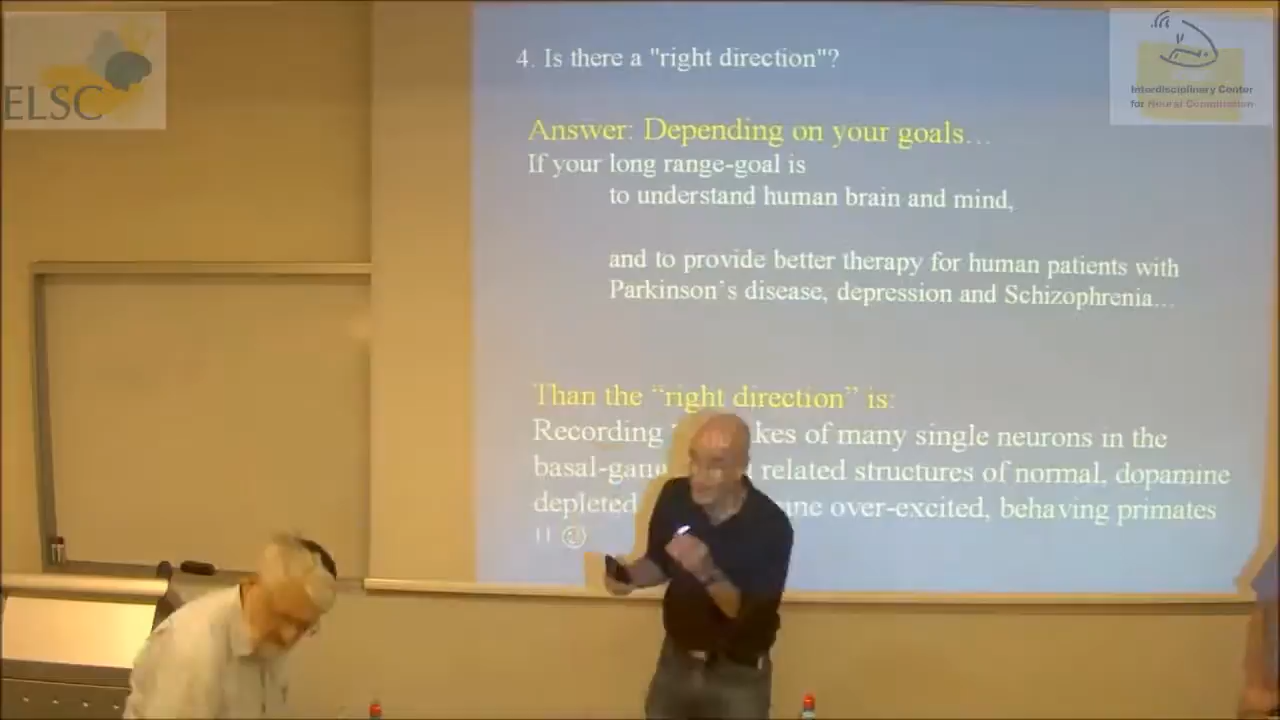 ELSC
Interdisciplinary Center
for Neural Computation
4. Is there a "right direction"?
Answer: Depending on your goals...
If your long range-goal is
to understand human brain and mind,
and to provide better therapy for human patients with
Parkinson's disease, depression and Schizophrenia...
Than the "right direction" is:
Recording kes of many single neurons in the
basal-gan related structures of normal, dopamine
depleted ne over-excited, behaving primates
!! ☺